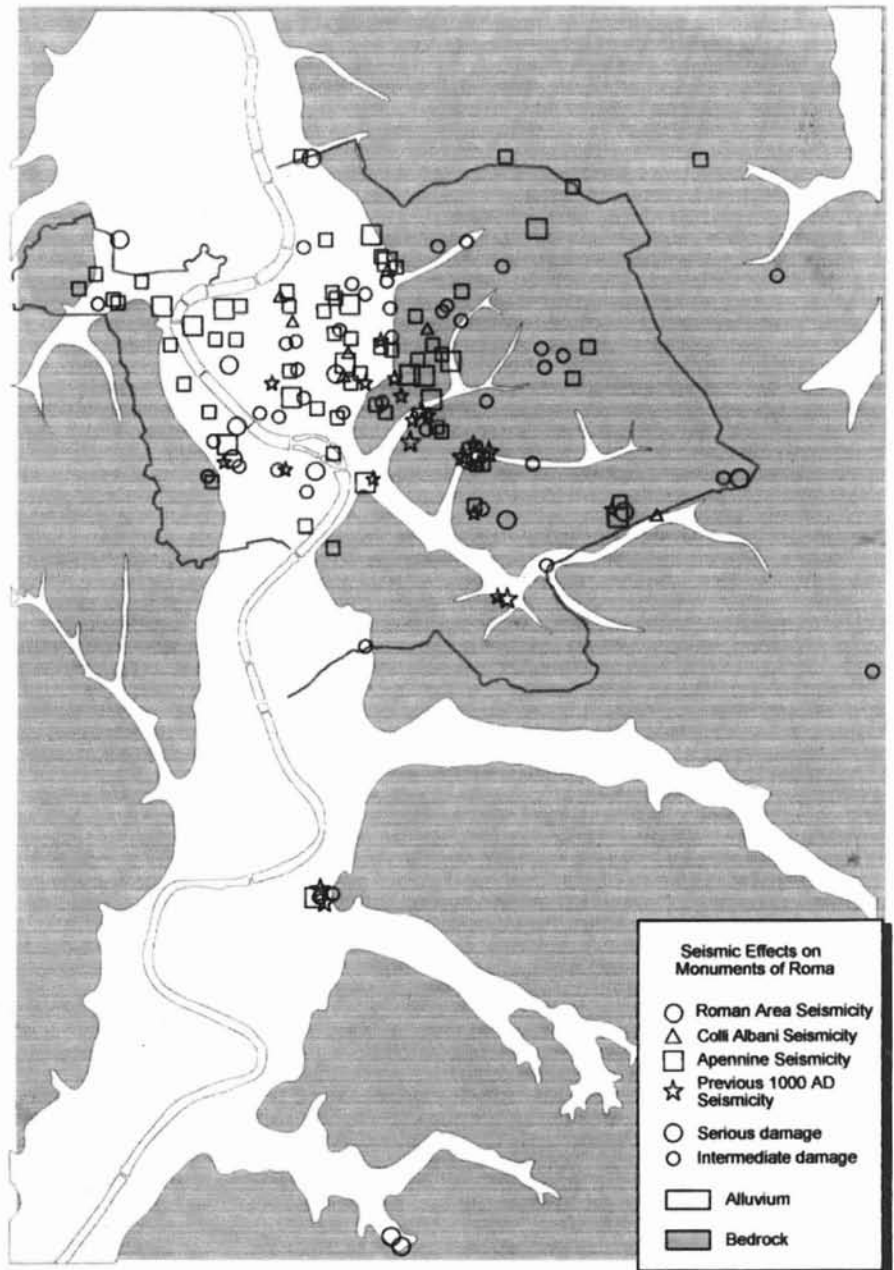 Seismic Effects on
Monuments of Roma
Roman Area Seismicity
Colli Albani Seismicity
Apennine Seismicity
Previous 1000 AD
Seismicity
Serious damage
Intermediate damage
Alluvium
Bedrock